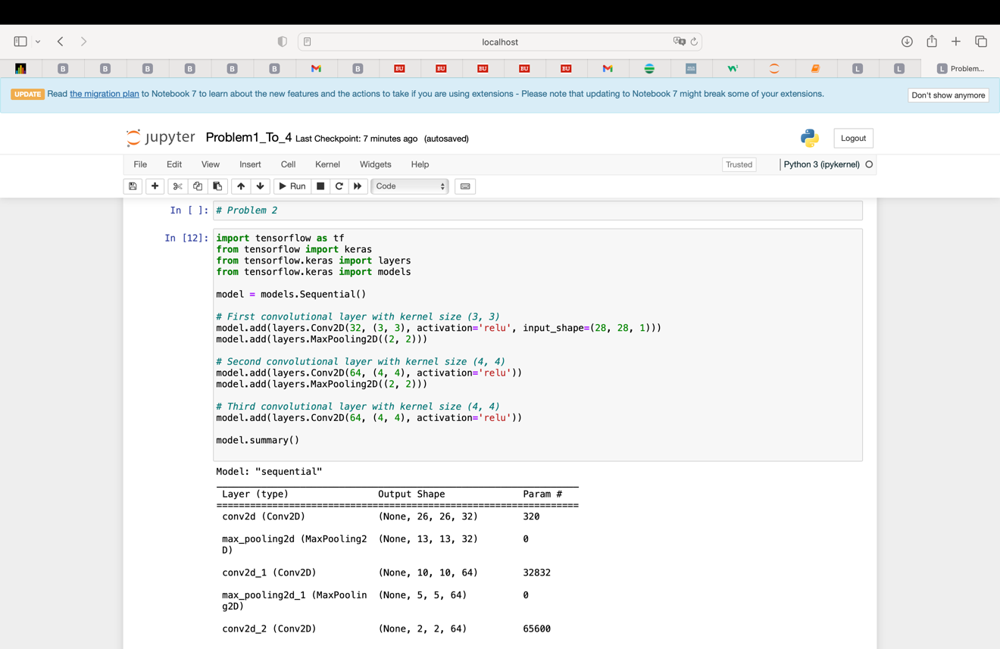 localhost
B
B
B
B
B
B
B
BU
BU
BU
BU
BU
L
L
L Problem...
UPDATE Read the migration plan to Notebook 7 to learn about the new features and the actions to take if you are using extensions - Please note that updating to Notebook 7 might break some of your extensions.
Don't show anymore
jupyter Problem1_To_4 Last Checkpoint: 7 minutes ago (autosaved)
Logout
File Edit View Insert Cell Kernel Widgets Help
Trusted Python 3 (ipykernel)
Run Code
In [ ]: # Problem 2
In [12]: import tensorflow as tf
from tensorflow import keras
from tensorflow.keras import layers
from tensorflow.keras import models
model = models.Sequential()
# First convolutional layer with kernel size (3, 3)
model.add(layers.Conv2D(32, (3, 3), activation='relu', input_shape=(28, 28, 1)))
model.add(layers.MaxPooling2D((2, 2)))
# Second convolutional layer with kernel size (4, 4)
model.add(layers.Conv2D(64, (4, 4), activation='relu'))
model.add(layers.MaxPooling2D((2, 2)))
# Third convolutional layer with kernel size (4, 4)
model.add(layers.Conv2D(64, (4, 4), activation='relu'))
model.summary()
Model: "sequential"
Layer (type) Output Shape Param #
=================================================================
conv2d (Conv2D) (None, 26, 26, 32) 320
max_pooling2d (MaxPooling2 (None, 13, 13, 32) 0
D)
conv2d_1 (Conv2D) (None, 10, 10, 64) 32832
max_pooling2d_1 (MaxPoolin (None, 5, 5, 64) 0
g2D)
conv2d_2 (Conv2D) (None, 2, 2, 64) 65600